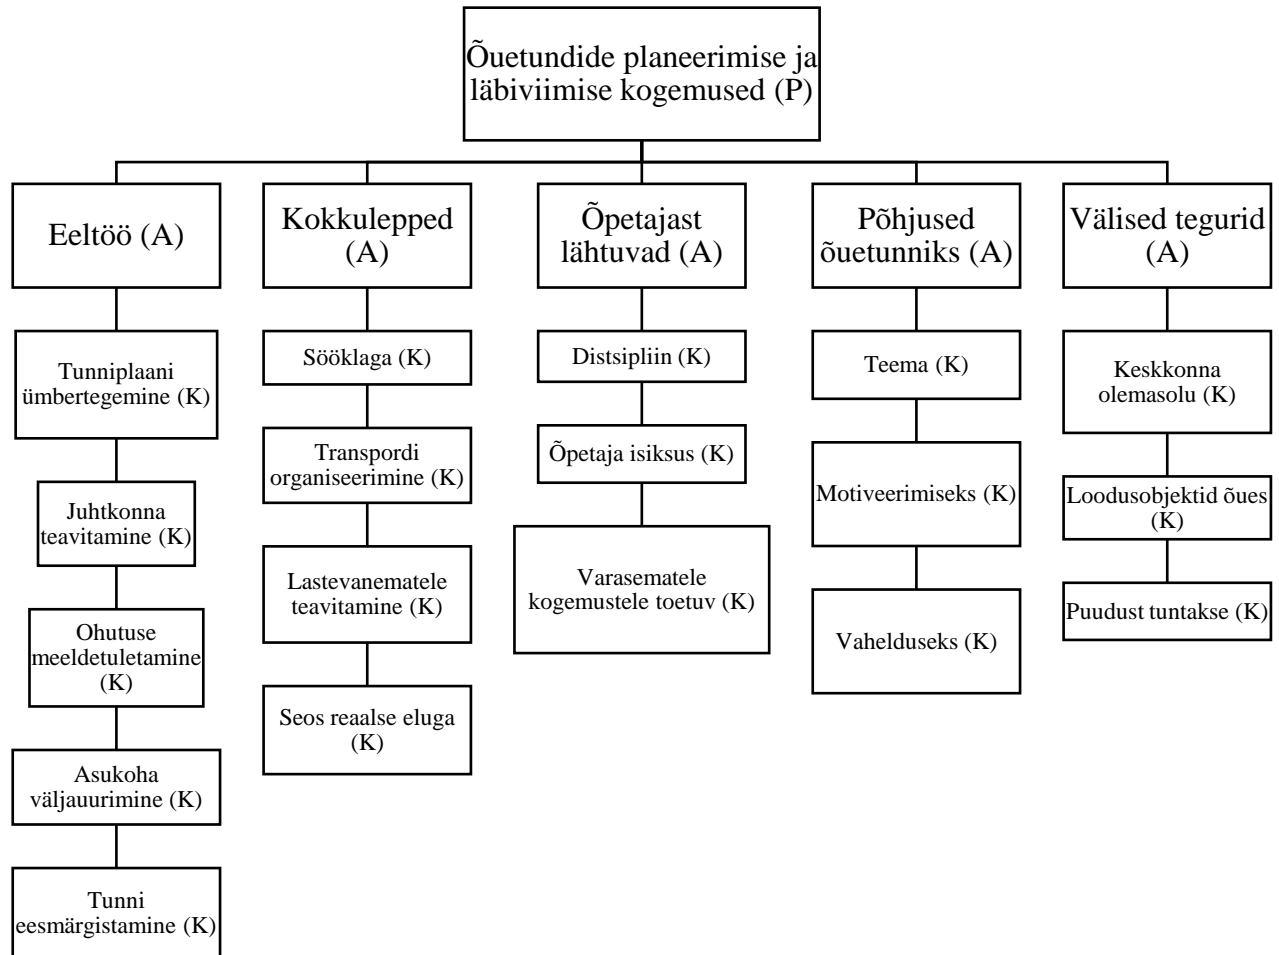 Õuetundide planeerimise ja
läbiviimise kogemused (P)
Eeltöö (A)
Tunniplaani
ümbertegemine (K)
Juhtkonna
teavitamine (K)
Ohutuse
meeldetuletamine
(K)
Asukoha
väljauurimine (K)
Tunni
eesmärgistamine (K)
Kokkulepped
(A)
Sööklaga (K)
Transpordi
organiseerimine (K)
Lastevanematele
teavitamine (K)
Seos reaalse eluga
(K)
Õpetajast
lähtuvad (A)
Distsipliin (K)
Õpetaja isiksus (K)
Varasematele
kogemustele toetuv (K)
Põhjused
õuetunniks (A)
Teema (K)
Motiveerimiseks (K)
Vahelduseks (K)
Välised tegurid
(A)
Keskkonna
olemasolu (K)
Loodusobjektid õues
(K)
Puudust tuntakse (K)